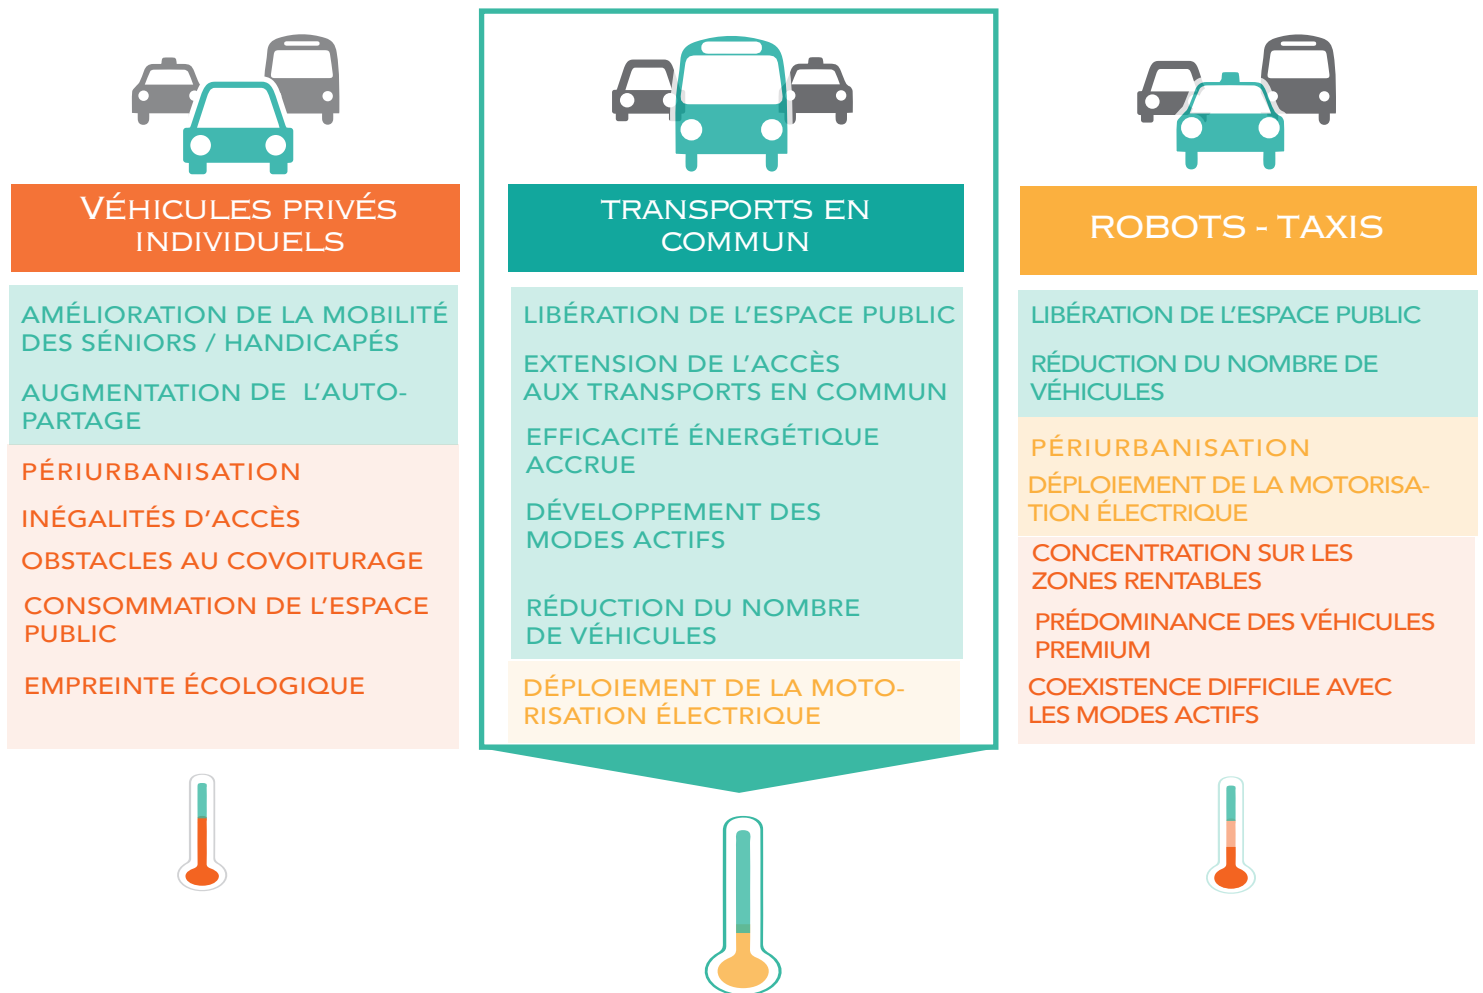 VÉHICULES PRIVÉS
INDIVIDUELS
AMÉLIORATION DE LA MOBILITÉ
DES SÉNIORS / HANDICAPÉS
AUGMENTATION DE L’AUTO-
PARTAGE
PÉRIURBANISATION
INÉGALITÉS D’ACCÈS
OBSTACLES AU COVOITURAGE
CONSOMMATION DE L’ESPACE
PUBLIC
EMPREINTE ÉCOLOGIQUE
TRANSPORTS EN
COMMUN
LIBÉRATION DE L’ESPACE PUBLIC
EXTENSION DE L’ACCÈS
AUX TRANSPORTS EN COMMUN
EFFICACITÉ ÉNERGÉTIQUE
ACCRUE
DÉVELOPPEMENT DES
MODES ACTIFS
RÉDUCTION DU NOMBRE
DE VÉHICULES
DÉPLOIEMENT DE LA MOTO-
RISATION ÉLECTRIQUE
ROBOTS - TAXIS
LIBÉRATION DE L’ESPACE PUBLIC
RÉDUCTION DU NOMBRE DE
VÉHICULES
PÉRIURBANISATION
DÉPLOIEMENT DE LA MOTORISA-
TION ÉLECTRIQUE
CONCENTRATION SUR LES
ZONES RENTABLES
PRÉDOMINANCE DES VÉHICULES
PREMIUM
COEXISTENCE DIFFICILE AVEC
LES MODES ACTIFS